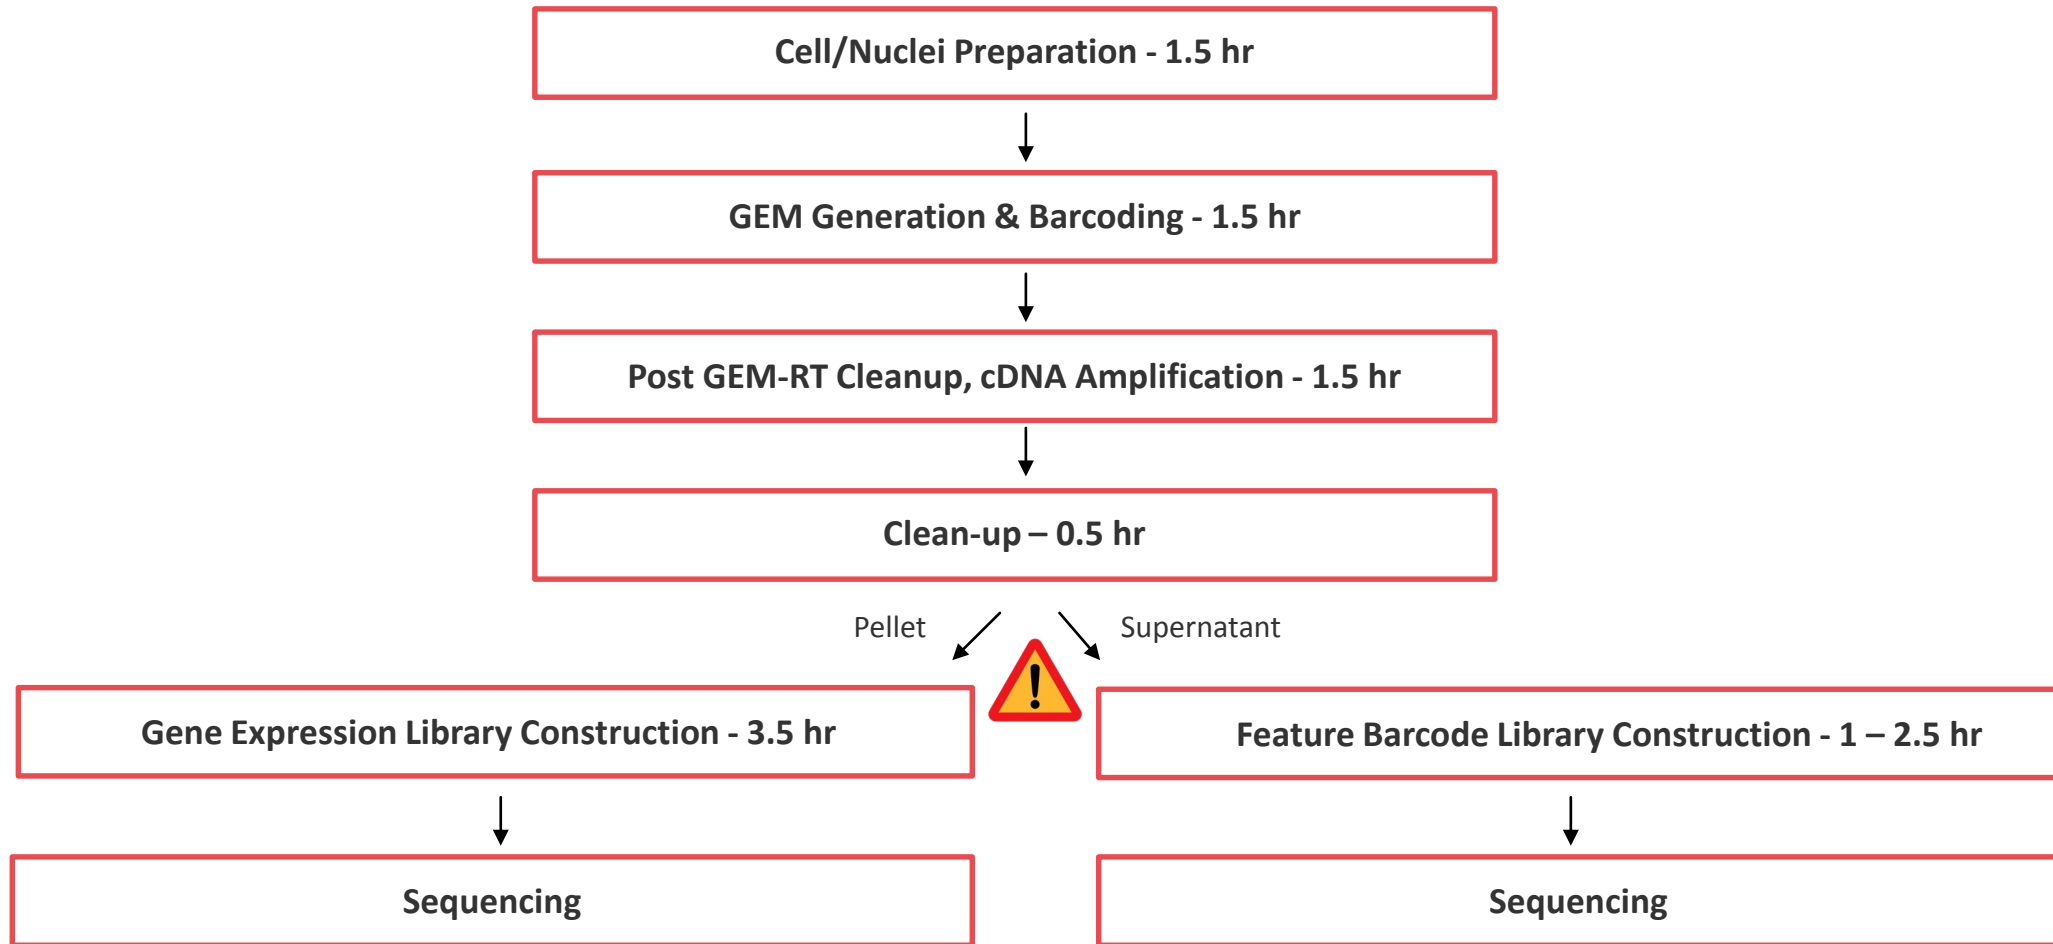 Cell/Nuclei Preparation - 1.5 hr
GEM Generation & Barcoding - 1.5 hr
Post GEM-RT Cleanup, cDNA Amplification - 1.5 hr
Clean-up – 0.5 hr
Pellet
Supernatant
!
Gene Expression Library Construction - 3.5 hr
Feature Barcode Library Construction - 1 – 2.5 hr
Sequencing
Sequencing